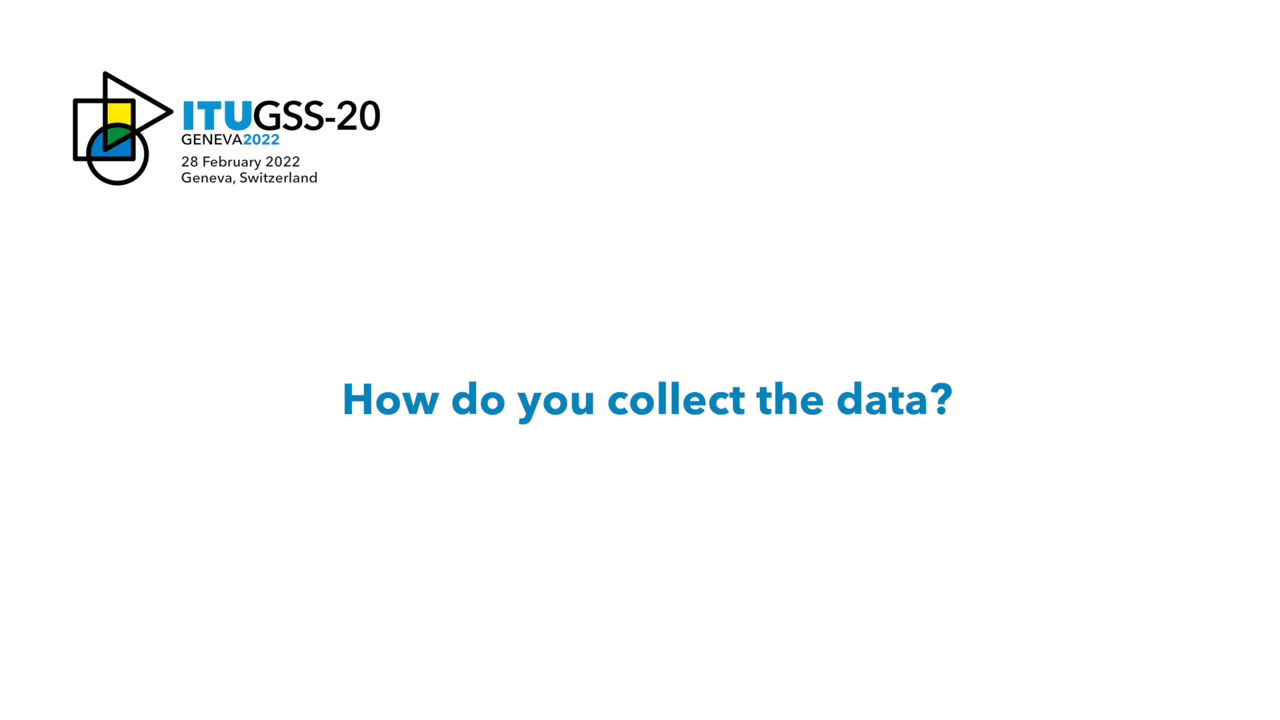 ITUGSS-20
GENEVA2022
28 February 2022
Geneva, Switzerland
How do you collect the data?